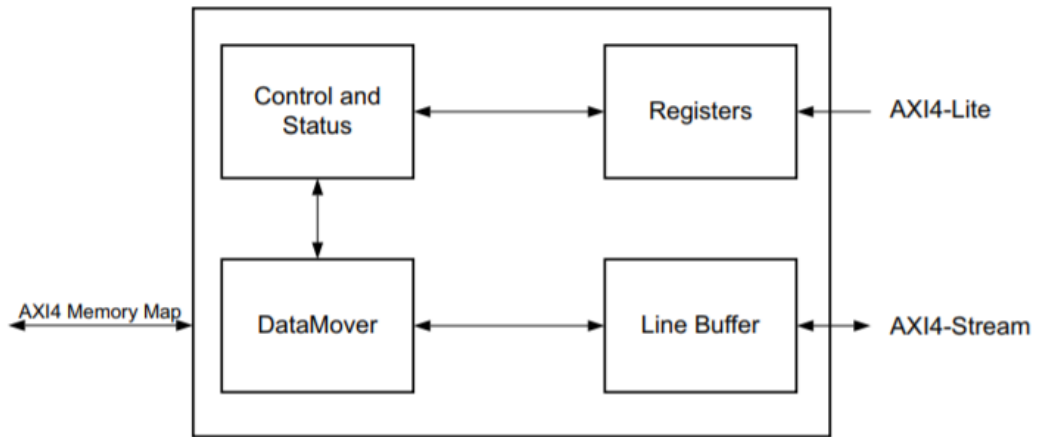 Control and
Status
Registers
AXI4-Lite
AXI4 Memory Map
DataMover
Line Buffer
AXI4-Stream